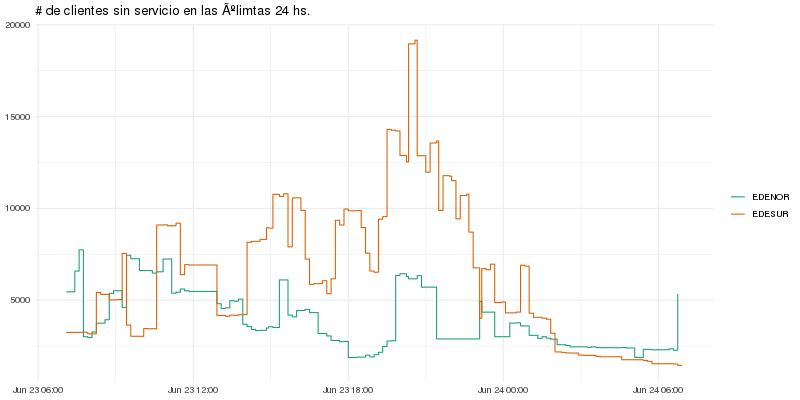 # de clientes sin servicio en las Ãºlimtas 24 hs.
20000
15000
10000
5000
Jun 23 06:00
Jun 23 12:00
Jun 23 18:00
Jun 24 00:00
Jun 24 06:00
EDENOR
EDESUR